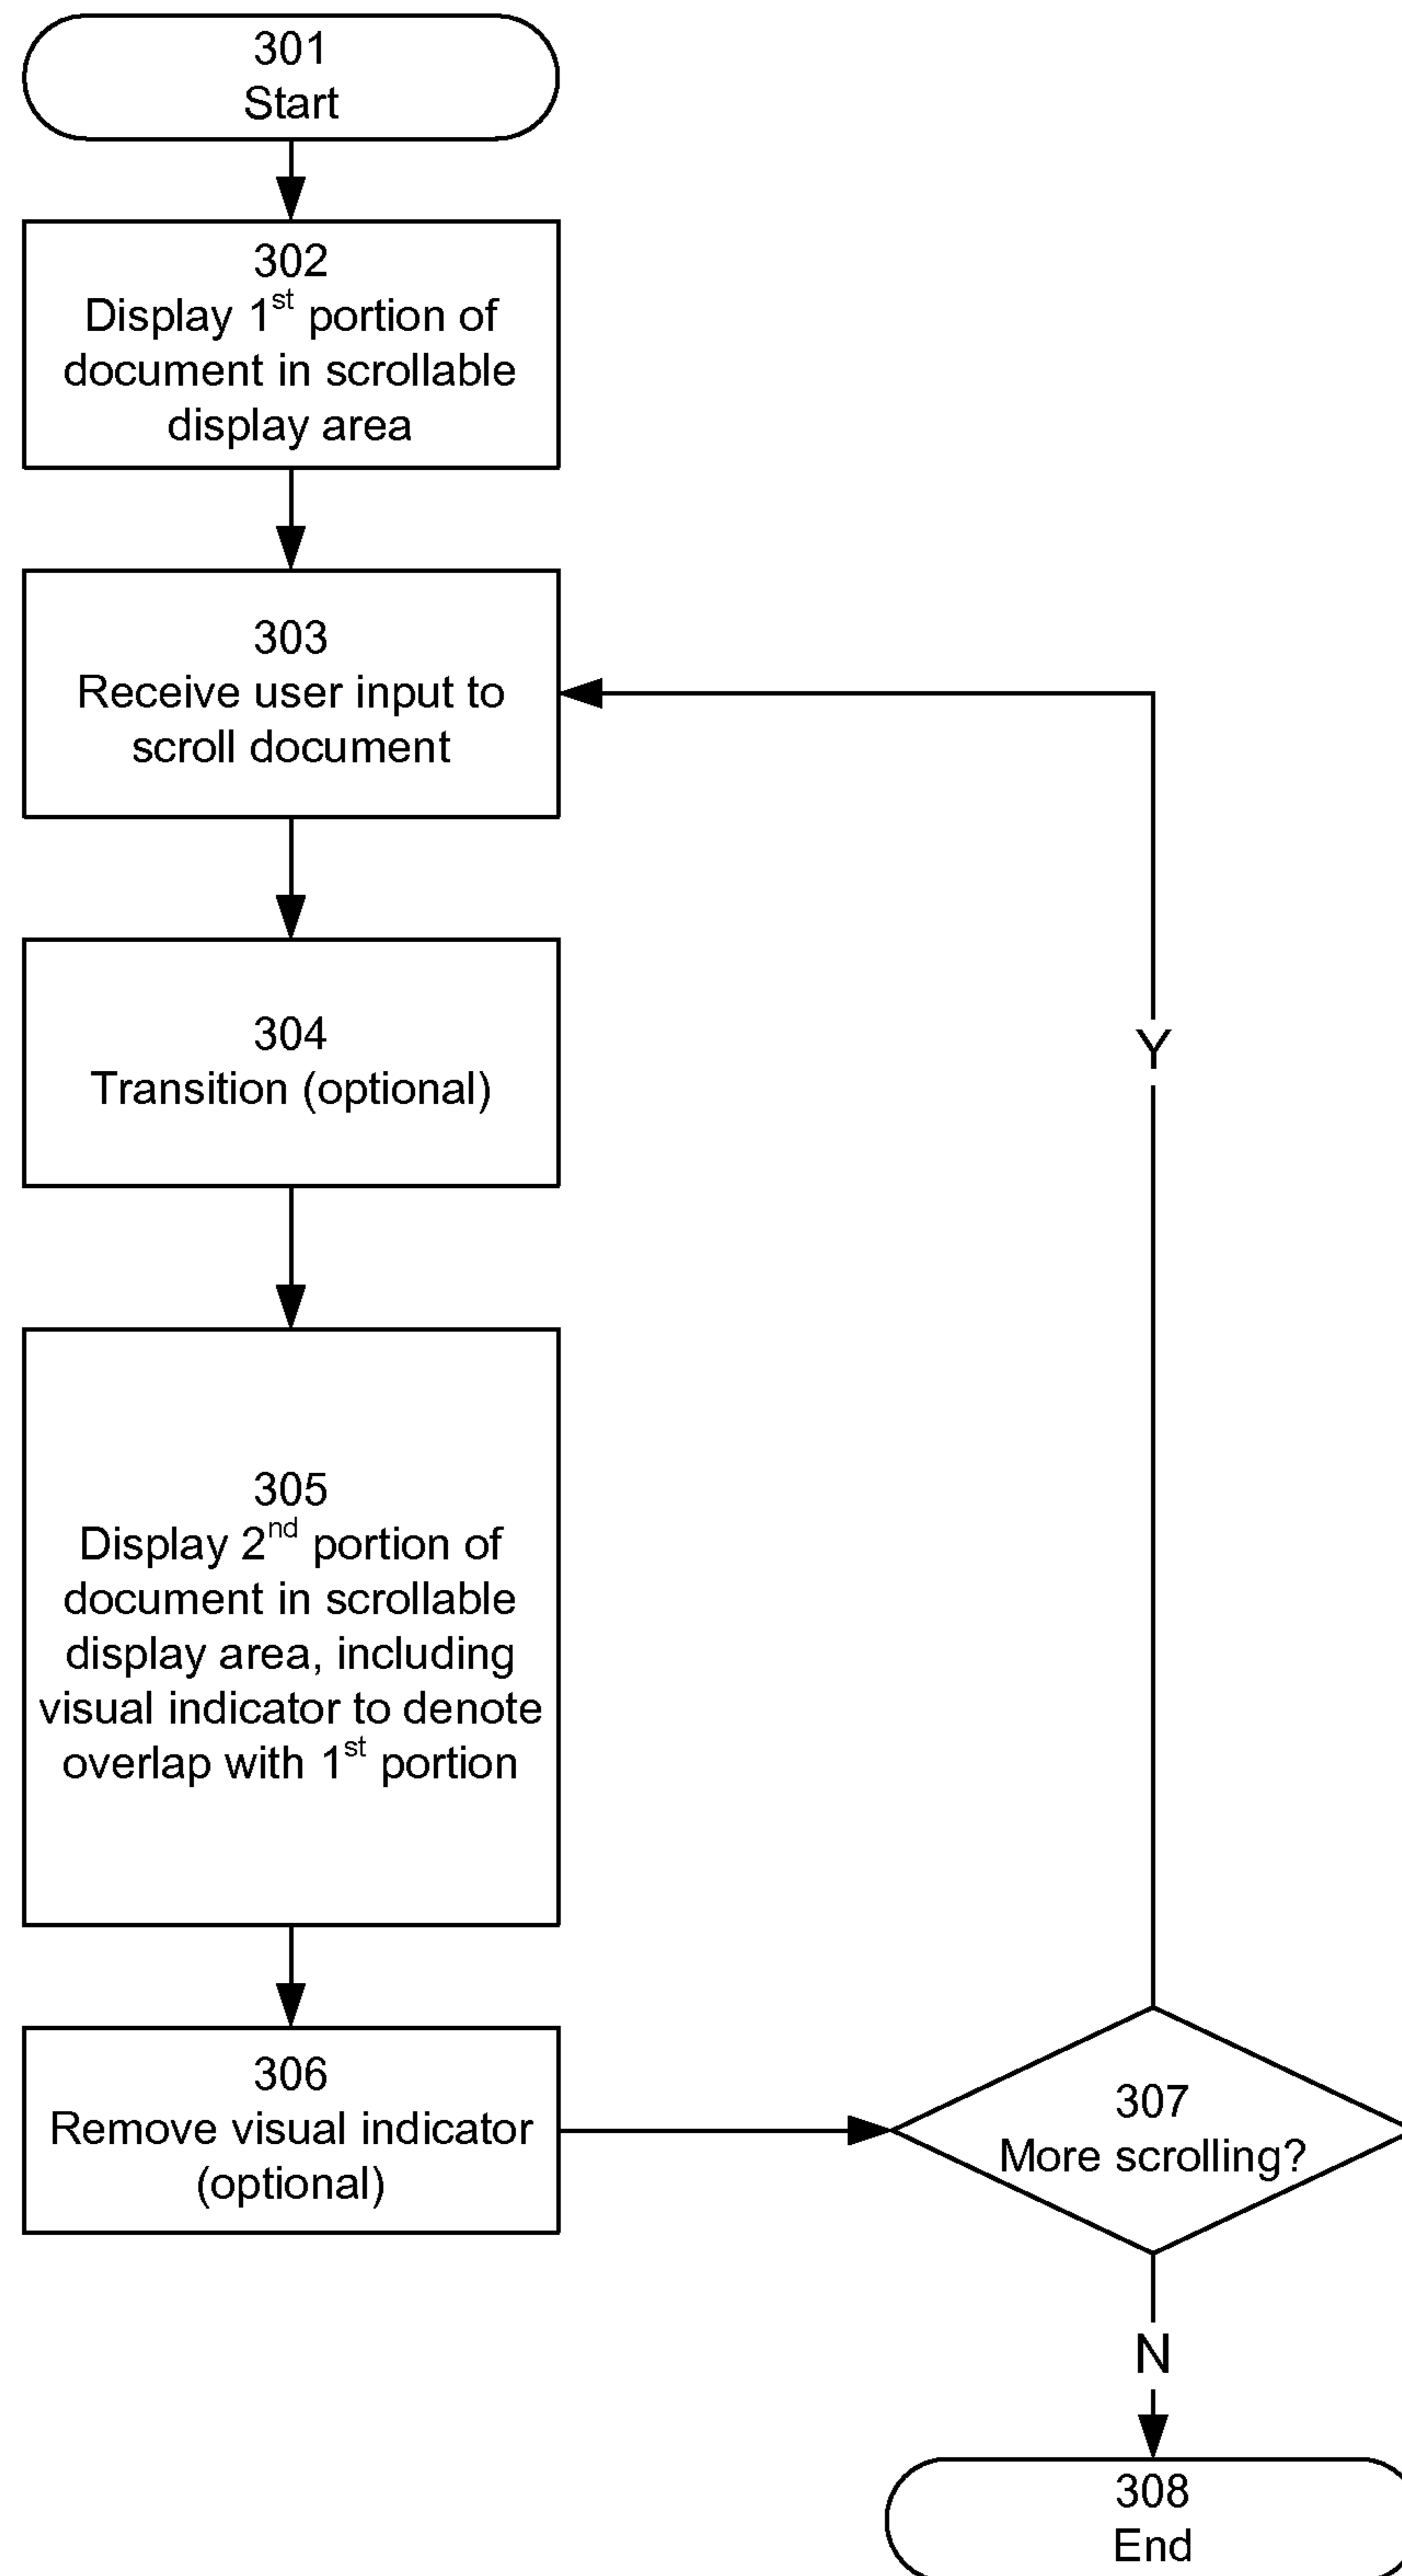 301
Start
302
Display 1st portion of
document in scrollable
display area
303
Receive user input to
scroll document
304
Transition (optional)
305
Display 2nd portion of
document in scrollable
display area, including
visual indicator to denote
overlap with 1st portion
306
Remove visual indicator
(optional)
307
More scrolling?
Y
N
308
End